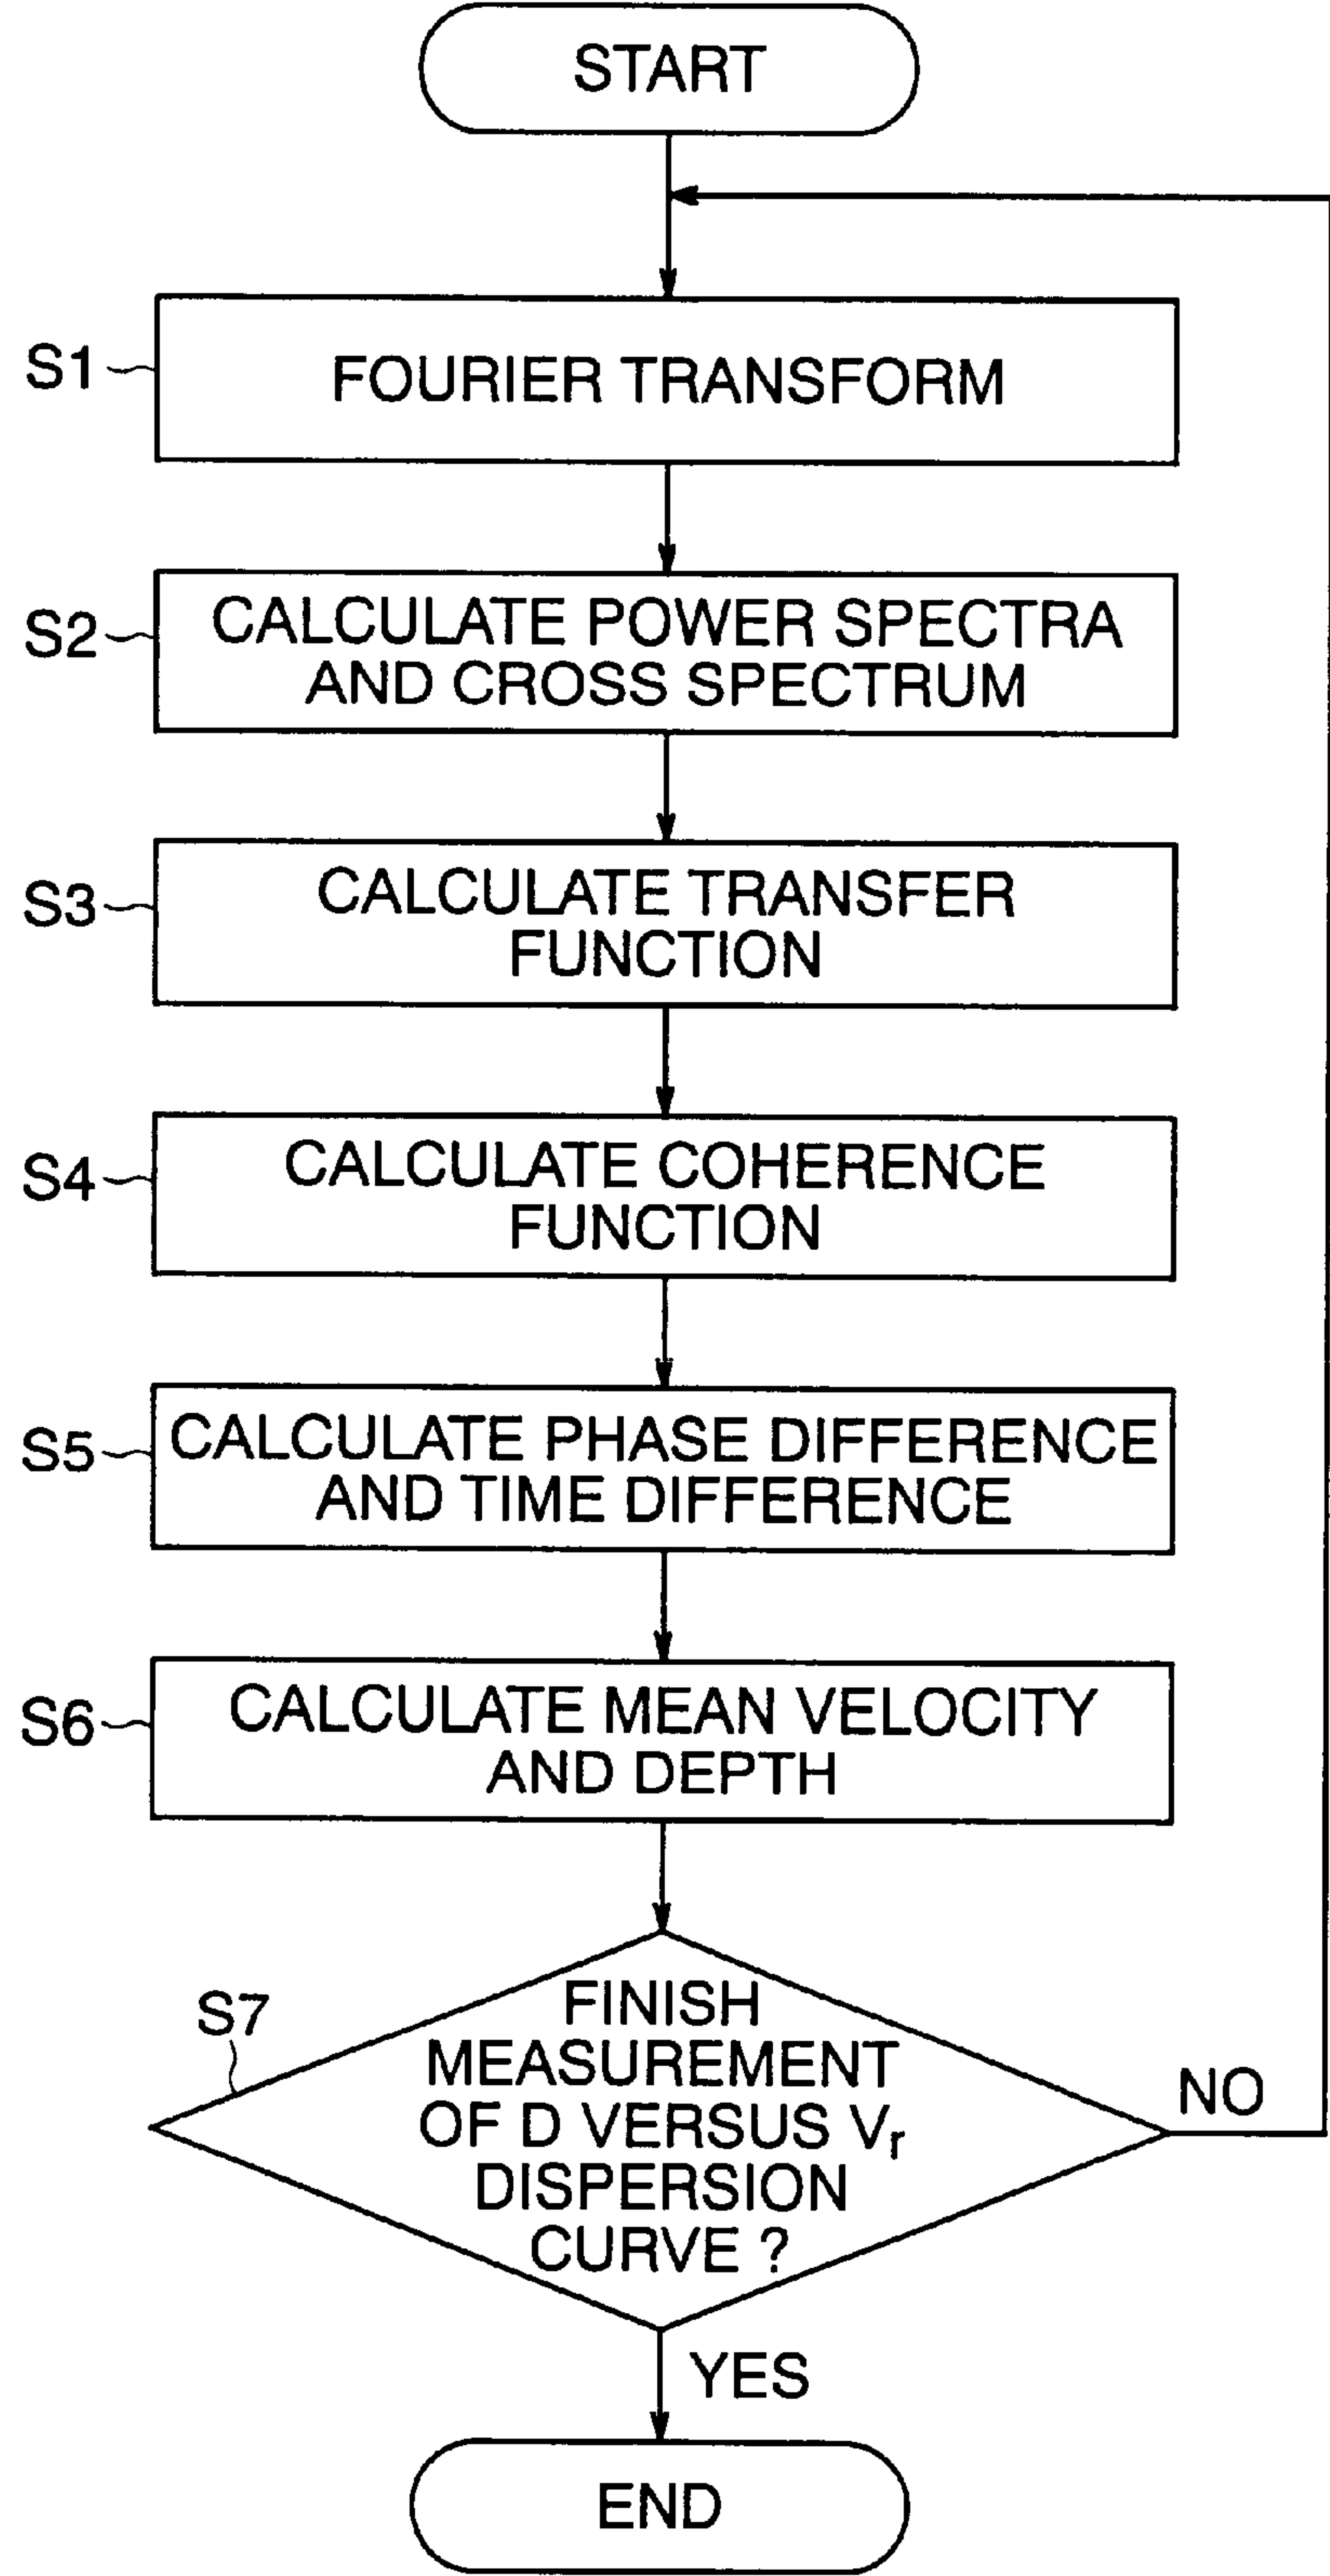 START
S1
FOURIER TRANSFORM
S2
CALCULATE POWER SPECTRA
AND CROSS SPECTRUM
S3
CALCULATE TRANSFER
FUNCTION
S4
CALCULATE COHERENCE
FUNCTION
S5
CALCULATE PHASE DIFFERENCE
AND TIME DIFFERENCE
S6
CALCULATE MEAN VELOCITY
AND DEPTH
S7
FINISH
MEASUREMENT
OF D VERSUS Vr
DISPERSION
CURVE ?
NO
YES
END